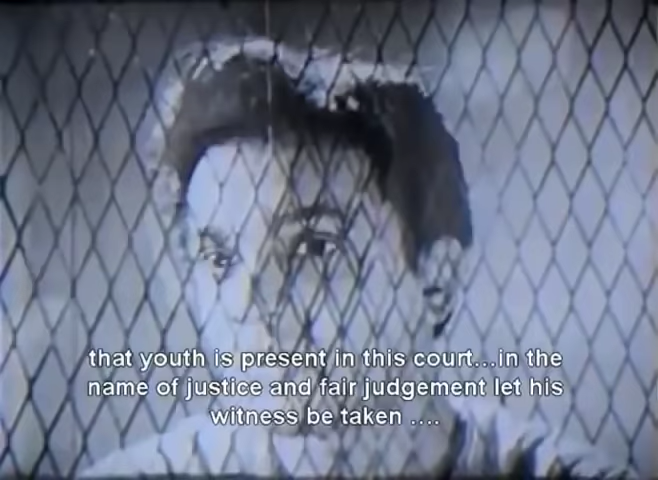 that youth is present in this court...in the
name of justice and fair judgement let his
witness be taken ....